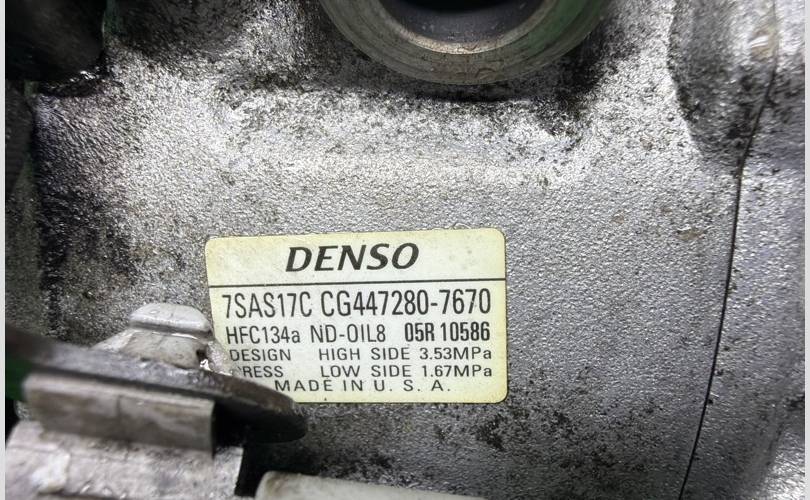 DENSO
7SAS17C CG447280-7670
HFC134a ND-OIL8 05R 10586
DESIGN HIGH SIDE 3.53MPa
PRESS LOW SIDE 1.67MPa
MADE IN U. S. A.